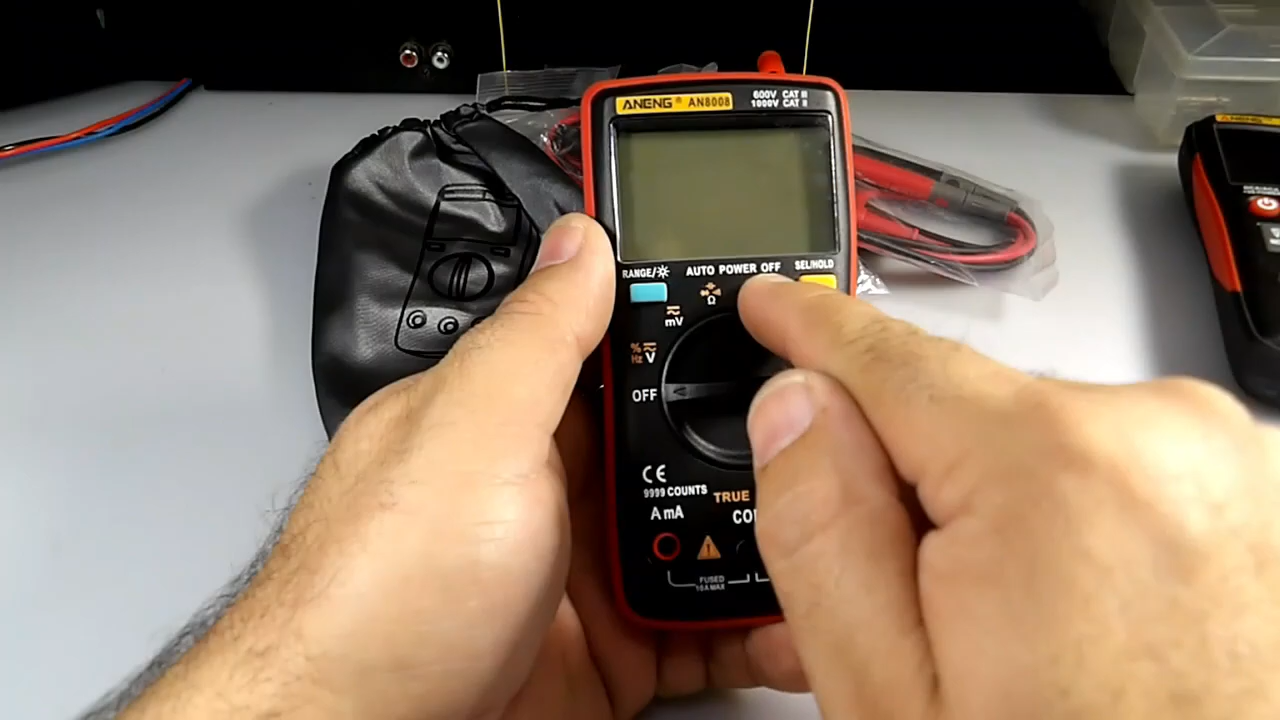 ANENG® AN8008
600V CAT III
1000V CAT II
RANGE/
AUTO POWER OFF
SEL/HOLD
Ω
mV
%
Hz V
OFF
CE
9999 COUNTS
TRUE
A mA
FUSED
10A MAX
ANENG